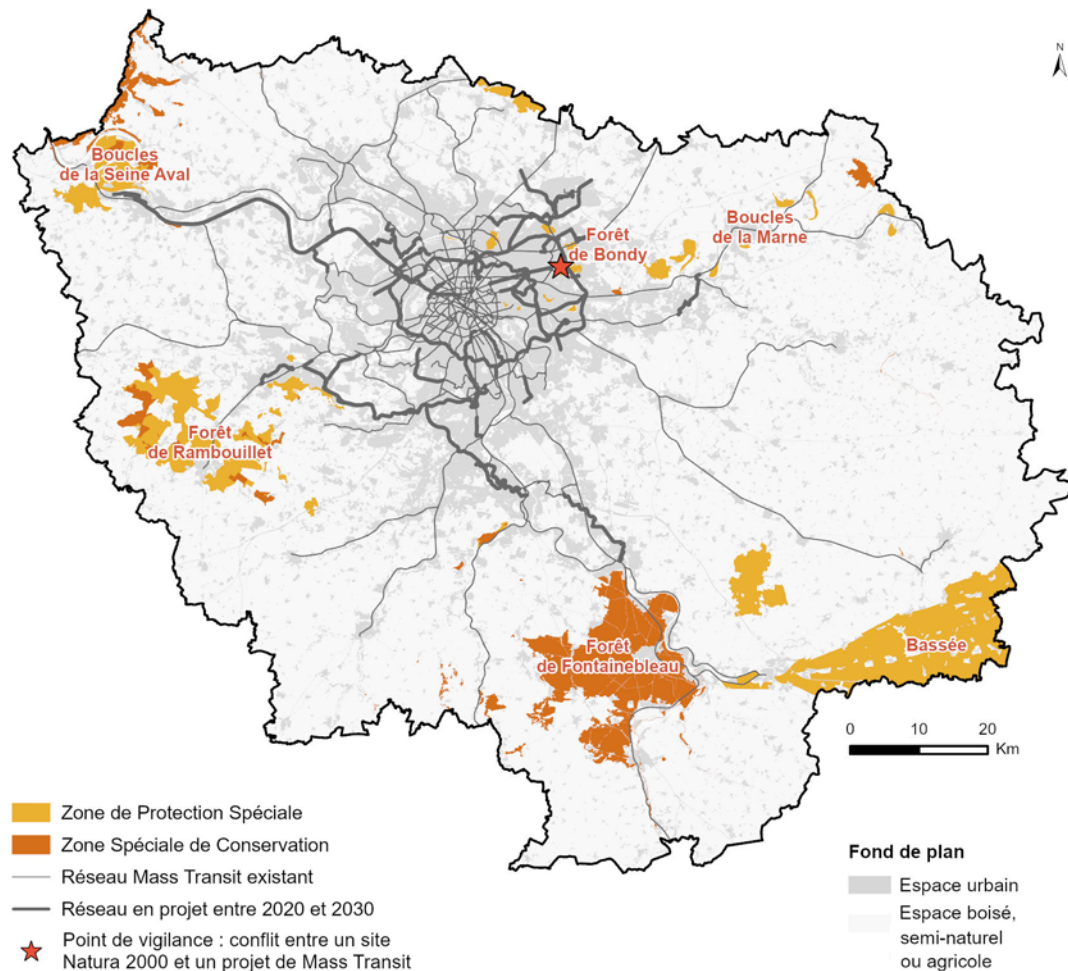 N
Boucles
de la Seine Aval
Forêt
de Bondy
Boucles
de la Marne
Forêt
de Rambouillet
Forêt
de Fontainebleau
Bassée
0 10 20
Km
Zone de Protection Spéciale
Zone Spéciale de Conservation
Réseau Mass Transit existant
Réseau en projet entre 2020 et 2030
Point de vigilance : conflit entre un site
Natura 2000 et un projet de Mass Transit
Fond de plan
Espace urbain
Espace boisé,
semi-naturel
ou agricole